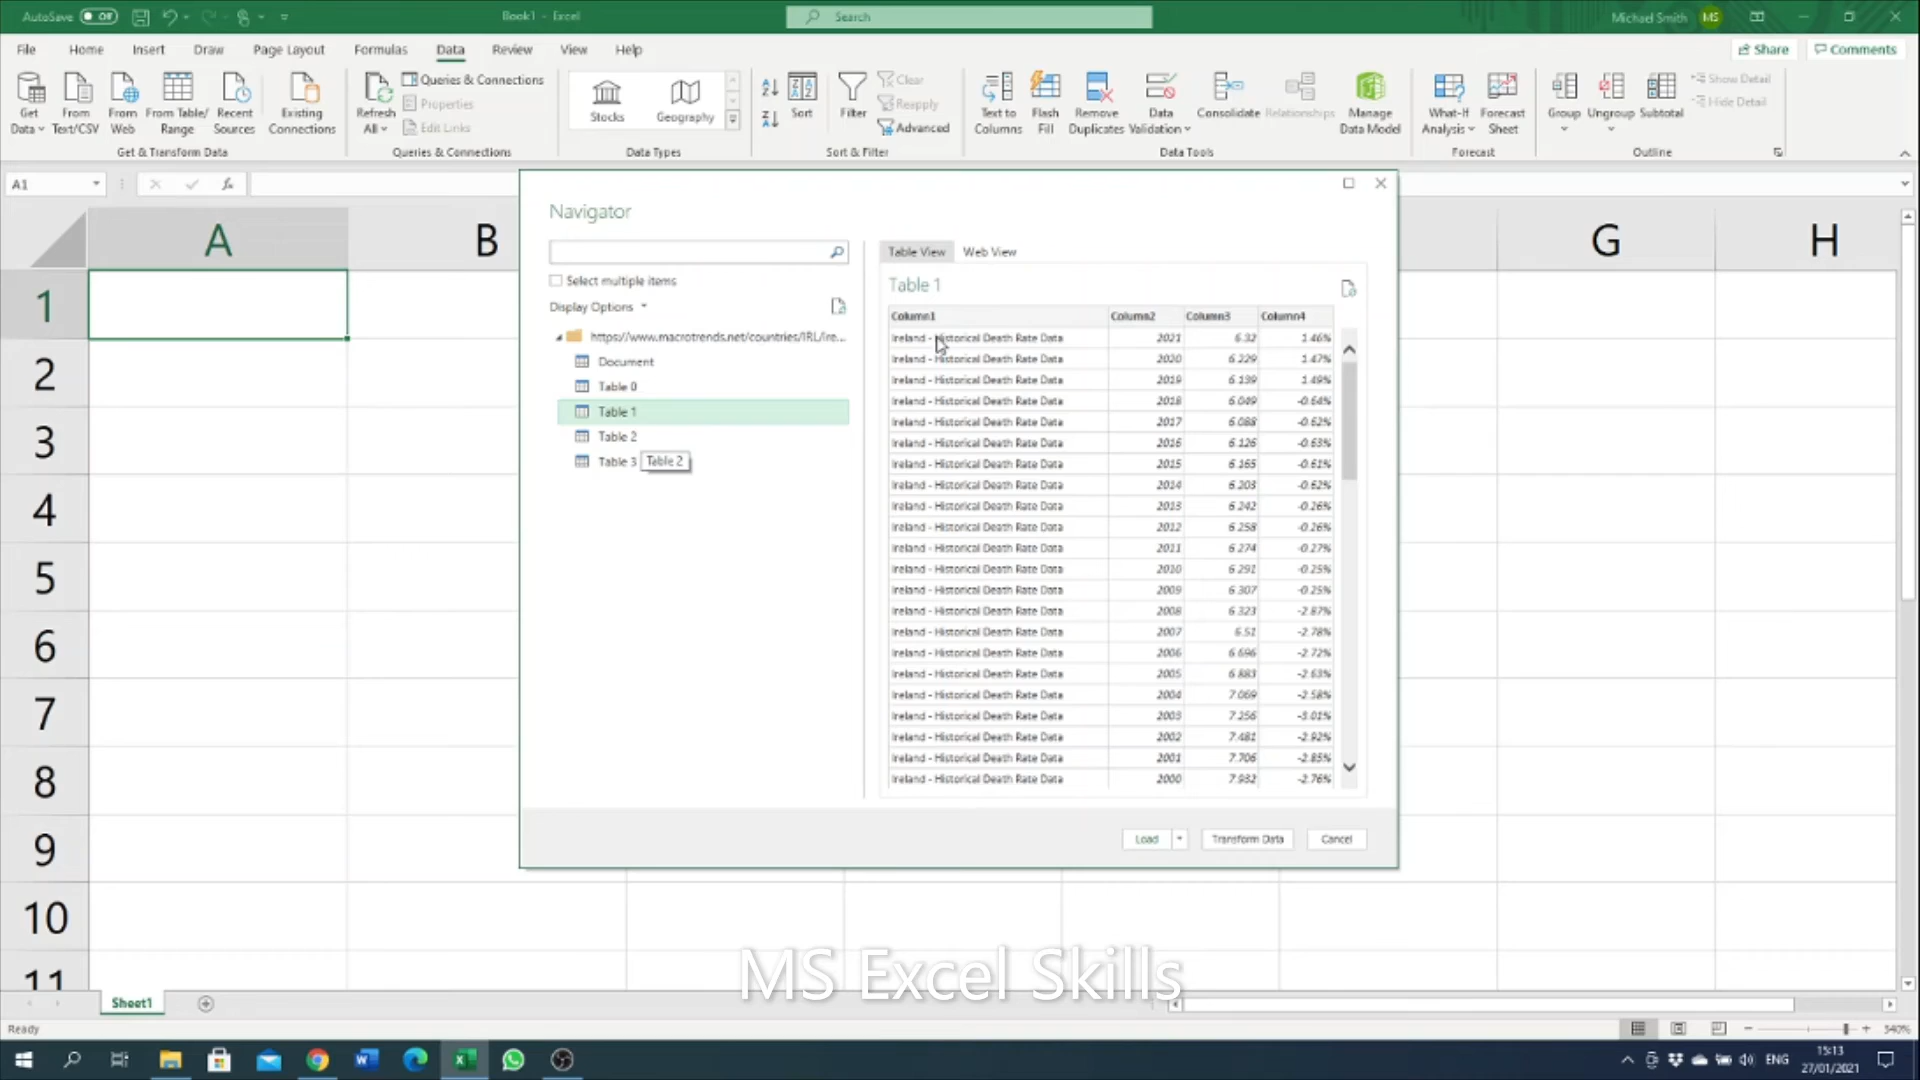 AutoSave Off Book1 - Excel Search Michael Smith MS
File Home Insert Draw Page Layout Formulas Data Review View Help Share Comments
Get Data From Text/CSV From Web From Table/Range Recent Sources Existing Connections
Get & Transform Data
Refresh All Queries & Connections
Properties
Edit Links
Queries & Connections
Stocks Geography
Data Types
Sort Filter Clear
Reapply
Advanced
Sort & Filter
Text to Columns Flash Fill Remove Duplicates Data Validation Consolidate Relationships Manage Data Model
Data Tools
What-If Analysis Forecast Sheet
Forecast
Group Ungroup Subtotal Show Detail
Hide Detail
Outline
A1 fx
A B G H
1
2
3
4
5
6
7
8
9
10
11
Navigator
Select multiple items
Display Options
https://www.macrotrends.net/countries/IRL/ire...
Document
Table 0
Table 1
Table 2
Table 3 Table 2
Table View Web View
Table 1
Column1 Column2 Column3 Column4
Ireland - Historical Death Rate Data 2021 6.32 1.46%
Ireland - Historical Death Rate Data 2020 6.229 1.47%
Ireland - Historical Death Rate Data 2019 6.139 1.49%
Ireland - Historical Death Rate Data 2018 6.049 -0.64%
Ireland - Historical Death Rate Data 2017 6.088 -0.62%
Ireland - Historical Death Rate Data 2016 6.126 -0.63%
Ireland - Historical Death Rate Data 2015 6.165 -0.61%
Ireland - Historical Death Rate Data 2014 6.203 -0.62%
Ireland - Historical Death Rate Data 2013 6.242 -0.26%
Ireland - Historical Death Rate Data 2012 6.258 -0.26%
Ireland - Historical Death Rate Data 2011 6.274 -0.27%
Ireland - Historical Death Rate Data 2010 6.291 -0.25%
Ireland - Historical Death Rate Data 2009 6.307 -0.25%
Ireland - Historical Death Rate Data 2008 6.323 -2.87%
Ireland - Historical Death Rate Data 2007 6.51 -2.78%
Ireland - Historical Death Rate Data 2006 6.696 -2.72%
Ireland - Historical Death Rate Data 2005 6.883 -2.63%
Ireland - Historical Death Rate Data 2004 7.069 -2.58%
Ireland - Historical Death Rate Data 2003 7.256 -3.01%
Ireland - Historical Death Rate Data 2002 7.481 -2.92%
Ireland - Historical Death Rate Data 2001 7.706 -2.85%
Ireland - Historical Death Rate Data 2000 7.932 -2.76%
Load Transform Data Cancel
MS Excel Skills
Sheet1
Ready 540%
ENG 15:13
27/01/2021